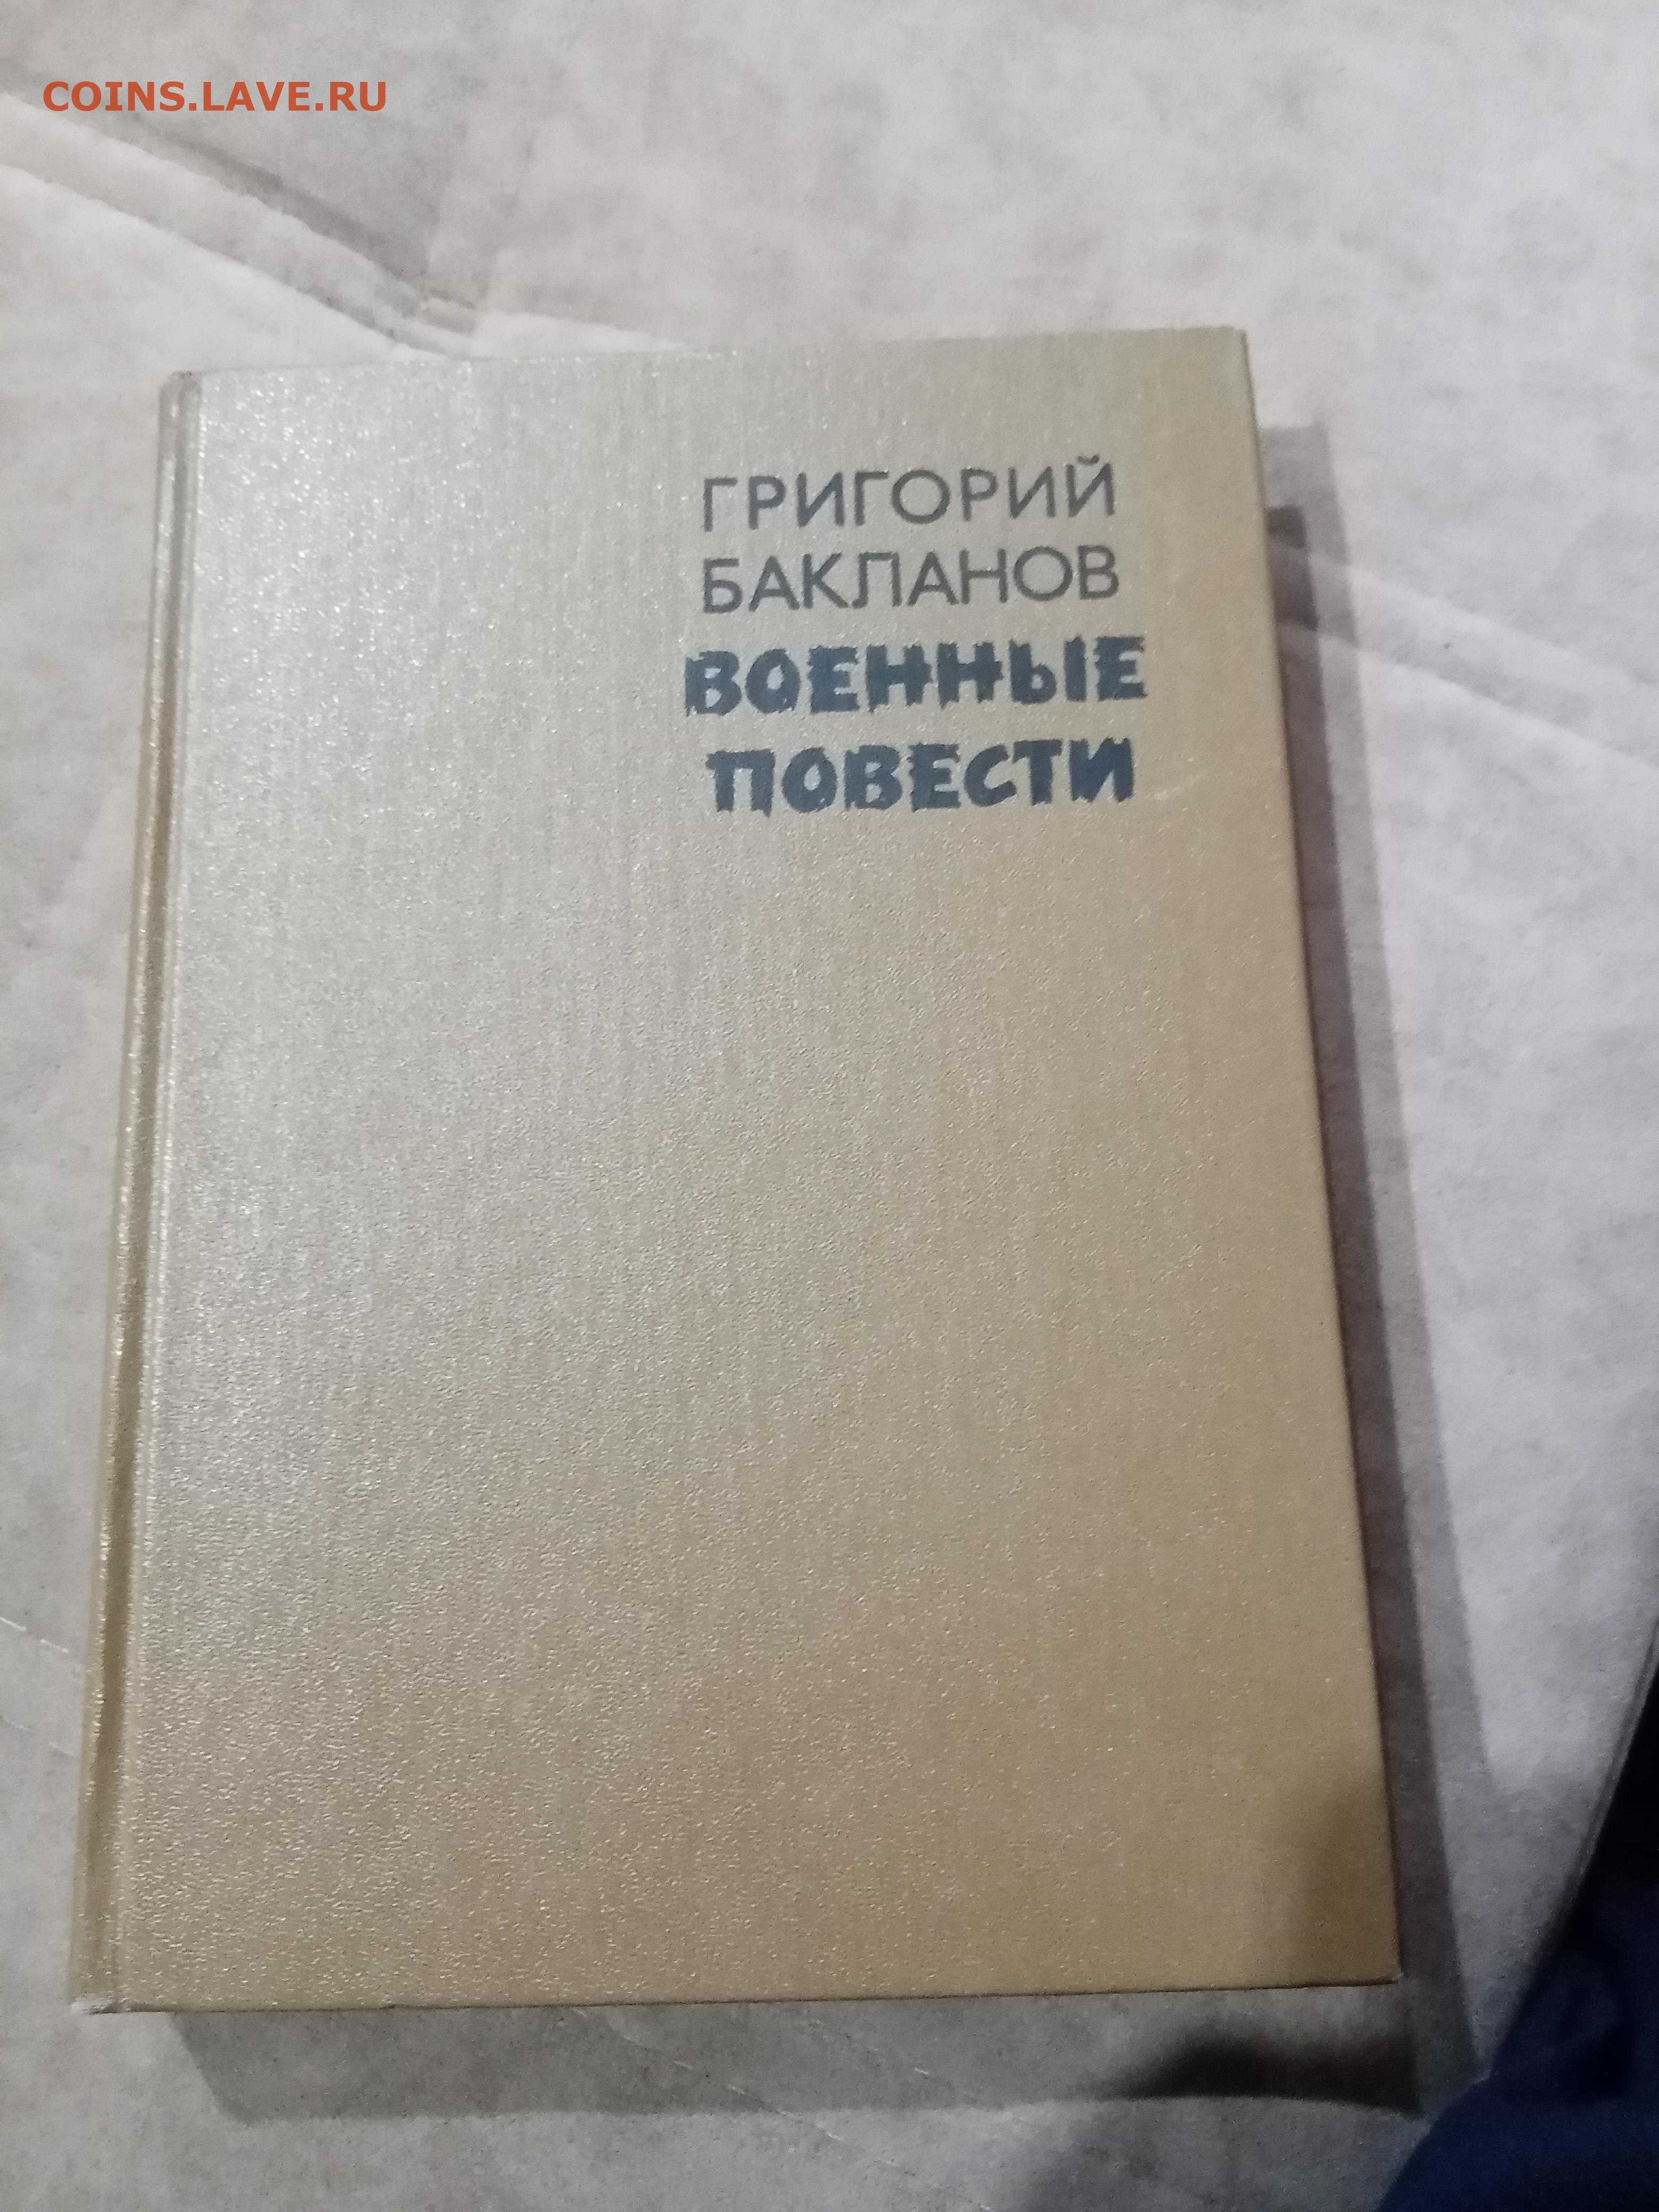 COINS.LAVE.RU
ГРИГОРИЙ
БАКЛАНОВ
ВОЕННЫЕ
ПОВЕСТИ